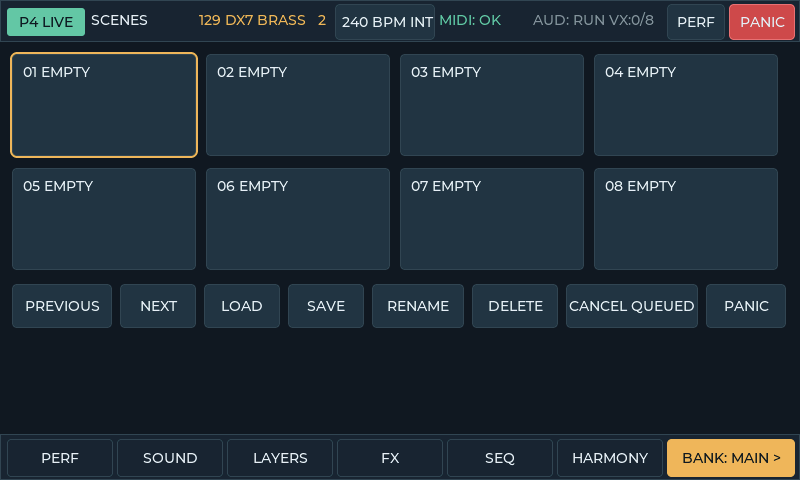 P4 LIVE SCENES 129 DX7 BRASS 2 240 BPM INT MIDI: OK AUD: RUN VX:0/8 PERF PANIC
01 EMPTY 02 EMPTY 03 EMPTY 04 EMPTY
05 EMPTY 06 EMPTY 07 EMPTY 08 EMPTY
PREVIOUS NEXT LOAD SAVE RENAME DELETE CANCEL QUEUED PANIC
PERF SOUND LAYERS FX SEQ HARMONY BANK: MAIN >